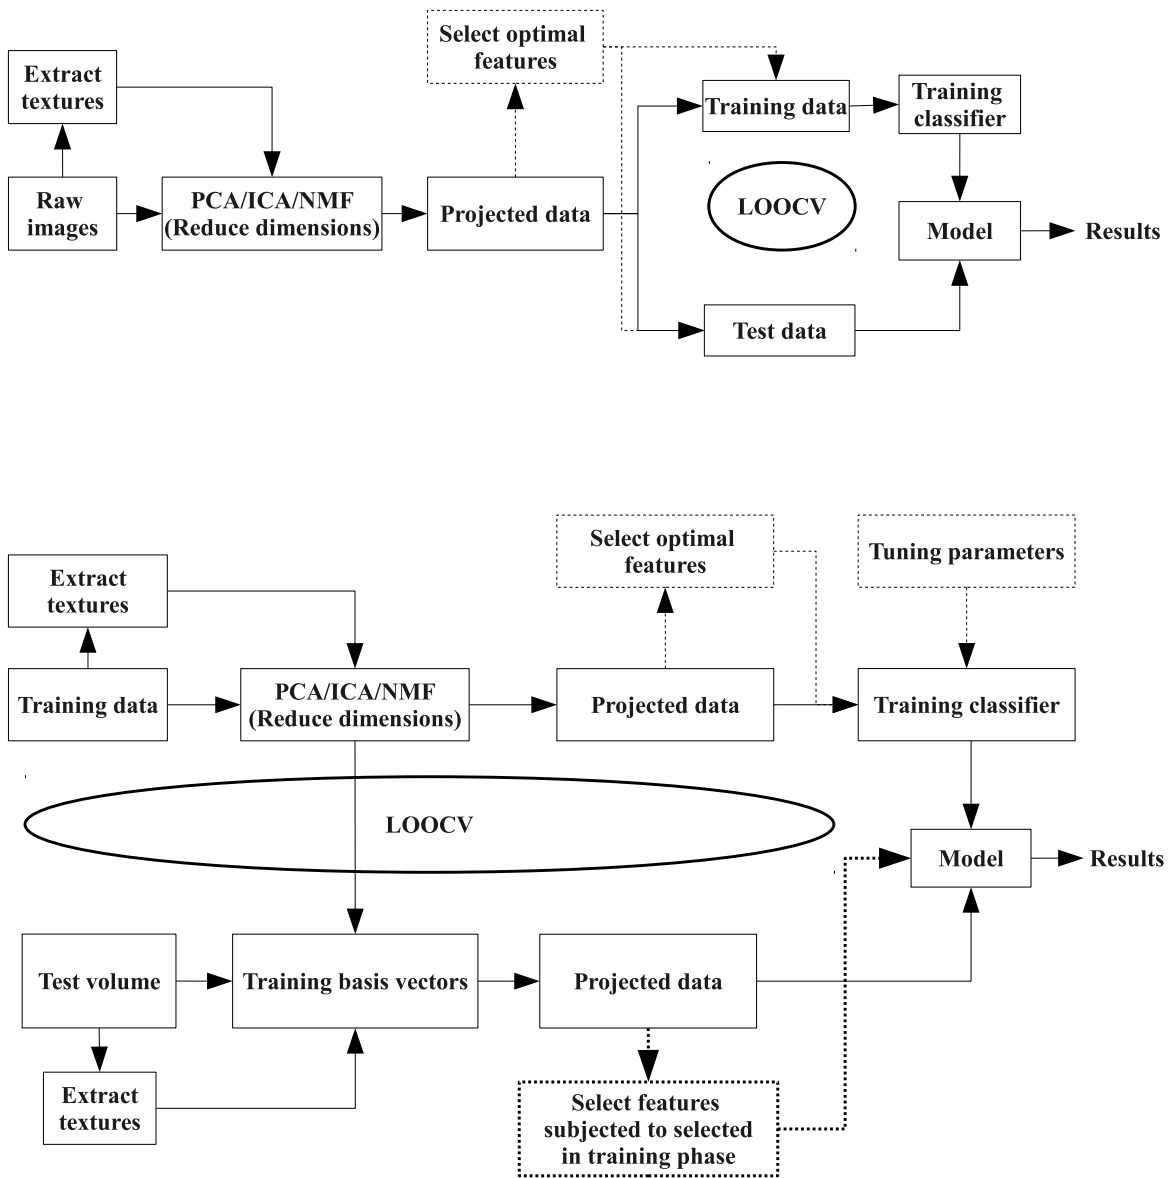 Select optimal
features
Extract
textures
Training data
Training
classifier
Raw
images
PCA/ICA/NMF
(Reduce dimensions)
Projected data
LOOCV
Model
Results
Test data
Select optimal
features
Tuning parameters
Extract
textures
Training data
PCA/ICA/NMF
(Reduce dimensions)
Projected data
Training classifier
LOOCV
Model
Results
Test volume
Training basis vectors
Projected data
Extract
textures
Select features
subjected to selected
in training phase